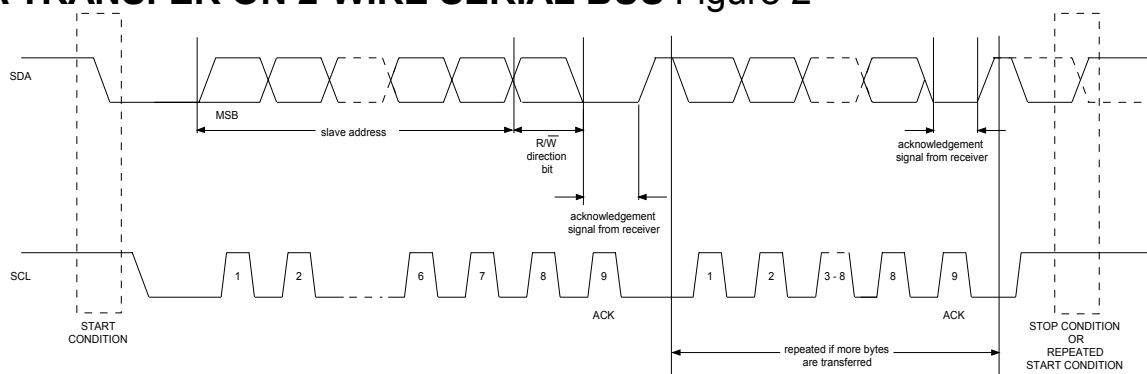 TRANSFER ON 2-WIRE SERIAL BUS Figure 2
SDA
MSB
slave address
R/W̅
direction
bit
acknowledgement
signal from receiver
acknowledgement
signal from receiver
SCL
1
2
6
7
8
9
1
2
3 - 8
8
9
ACK
ACK
START
CONDITION
STOP CONDITION
OR
REPEATED
START CONDITION
repeated if more bytes
are transferred